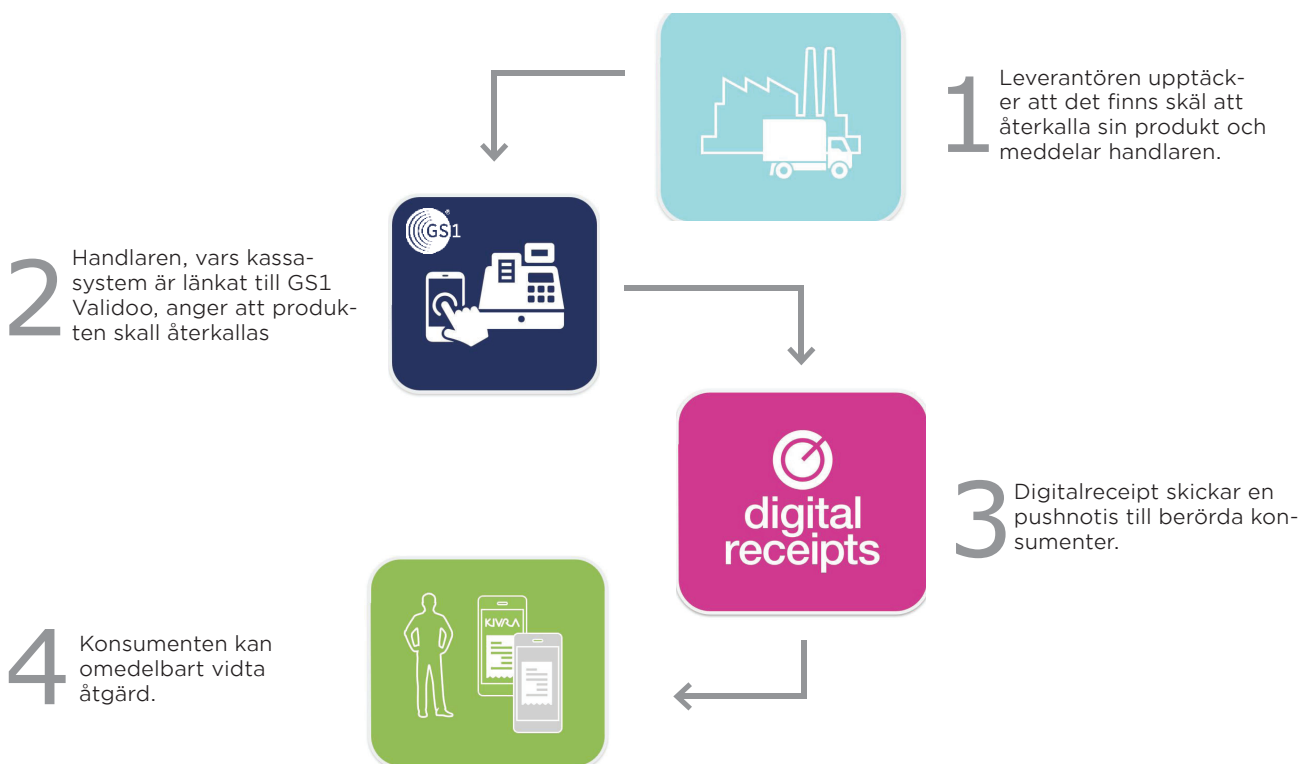 1
Leverantören upptäck-
er att det finns skäl att
återkalla sin produkt och
meddelar handlaren.
GS1
®
2
Handlaren, vars kassa-
system är länkat till GS1
Validoo, anger att produk-
ten skall återkallas
digital
receipts
3
Digitalreceipt skickar en
pushnotis till berörda kon-
sumenter.
KIVRA
4
Konsumenten kan
omedelbart vidta
åtgärd.